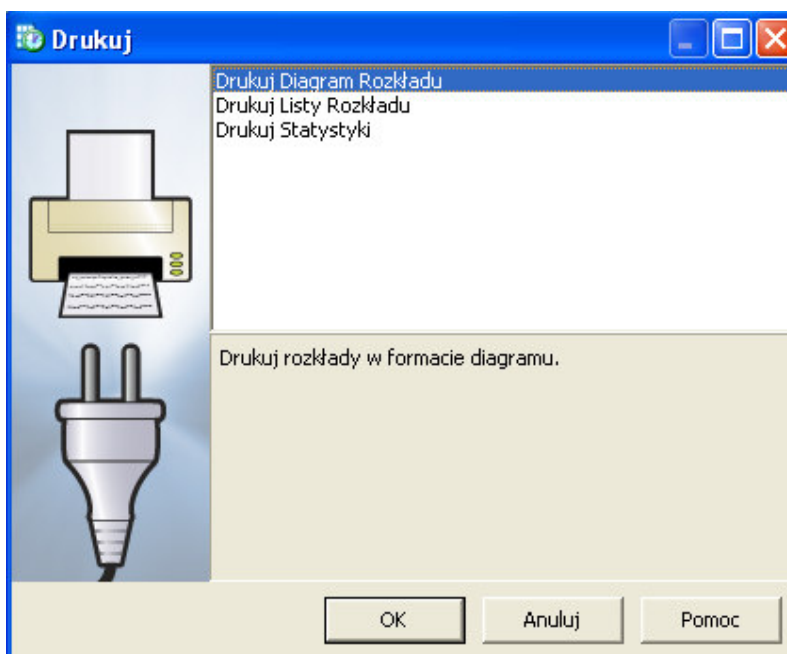 Drukuj
Drukuj Diagram Rozkładu
Drukuj Listy Rozkładu
Drukuj Statystyki
Drukuj rozkłady w formacie diagramu.
OK
Anuluj
Pomoc